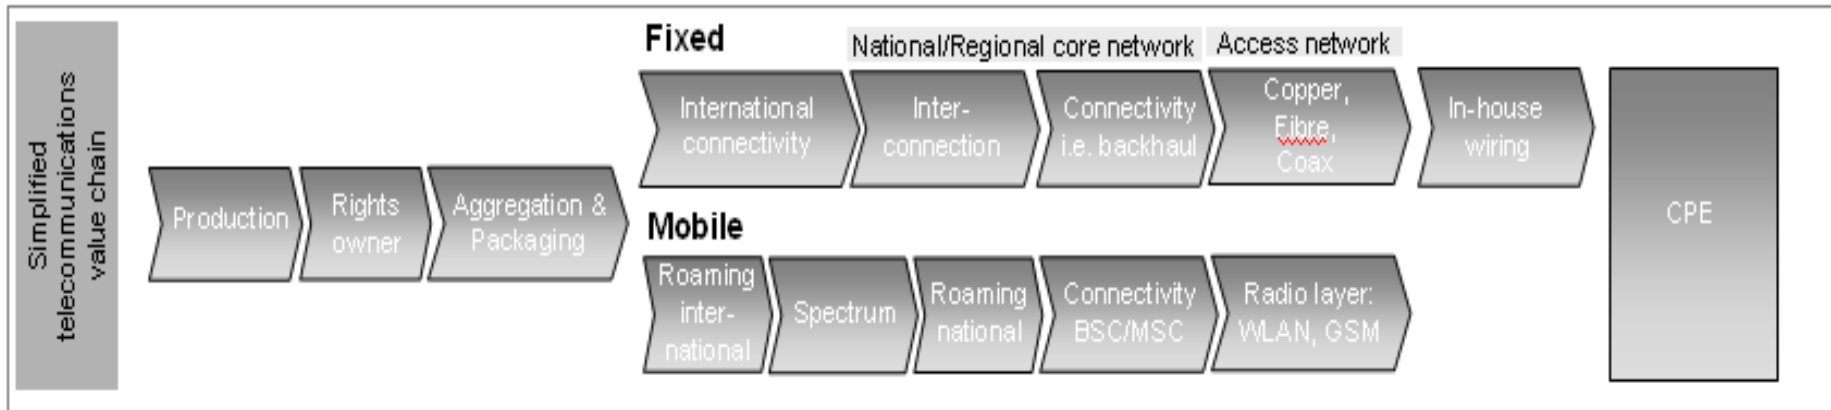 Simplified
telecommunications
value chain
Production
Rights
owner
Aggregation &
Packaging
Fixed
National/Regional core network
Access network
International
connectivity
Inter-
connection
Connectivity
i.e. backhaul
Copper,
Fibre,
Coax
In-house
wiring
Mobile
Roaming
inter-
national
Spectrum
Roaming
national
Connectivity
BSC/MSC
Radio layer:
WLAN, GSM
CPE